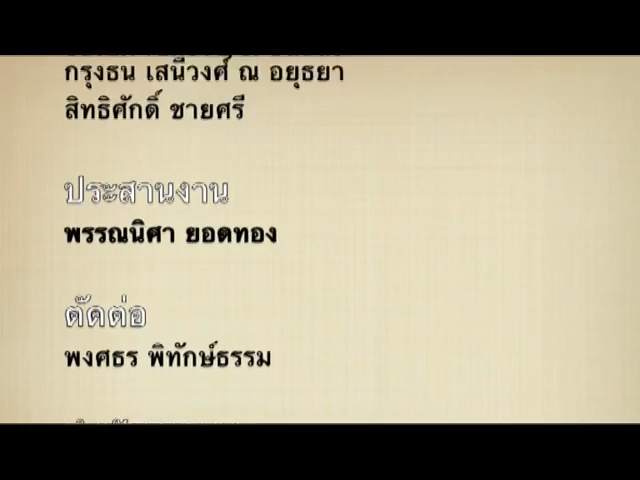 กรุงธน เสนีวงศ์ ณ อยุธยา
สิทธิศักดิ์ ชายศรี
ประสานงาน
พรรณนิศา ยอดทอง
ตัดต่อ
พงศธร พิทักษ์ธรรม